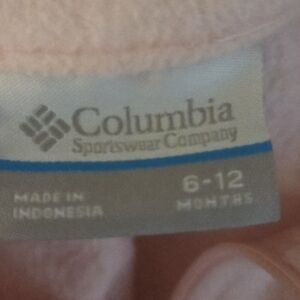 Columbia
Sportswear Company
6-12
MONTHS
MADE IN
INDONESIA